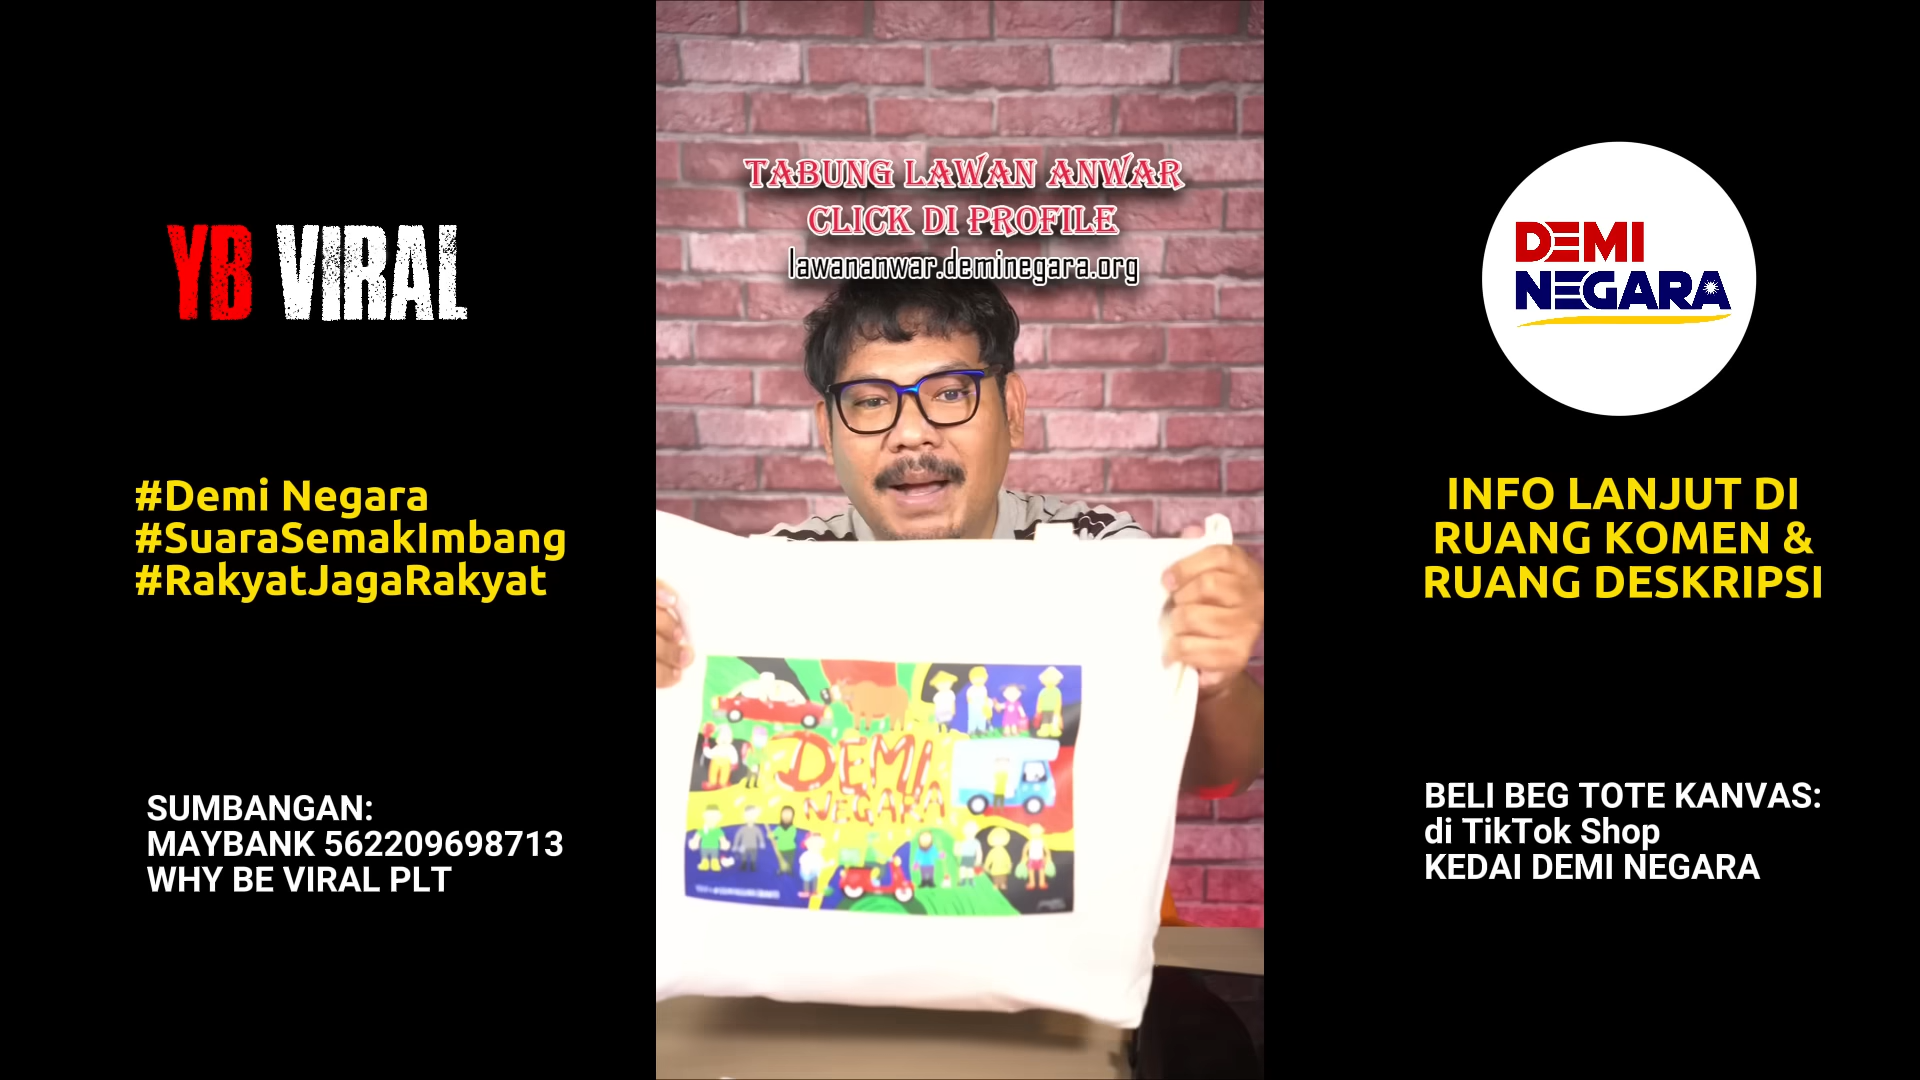 YB VIRAL
#Demi Negara
#SuaraSemakImbang
#RakyatJagaRakyat
SUMBANGAN:
MAYBANK 562209698713
WHY BE VIRAL PLT
TABUNG LAWAN ANWAR
CLICK DI PROFILE
lawananwar.deminegara.org
DEMI
NEGARA
DEMI
NEGARA
INFO LANJUT DI
RUANG KOMEN &
RUANG DESKRIPSI
BELI BEG TOTE KANVAS:
di TikTok Shop
KEDAI DEMI NEGARA